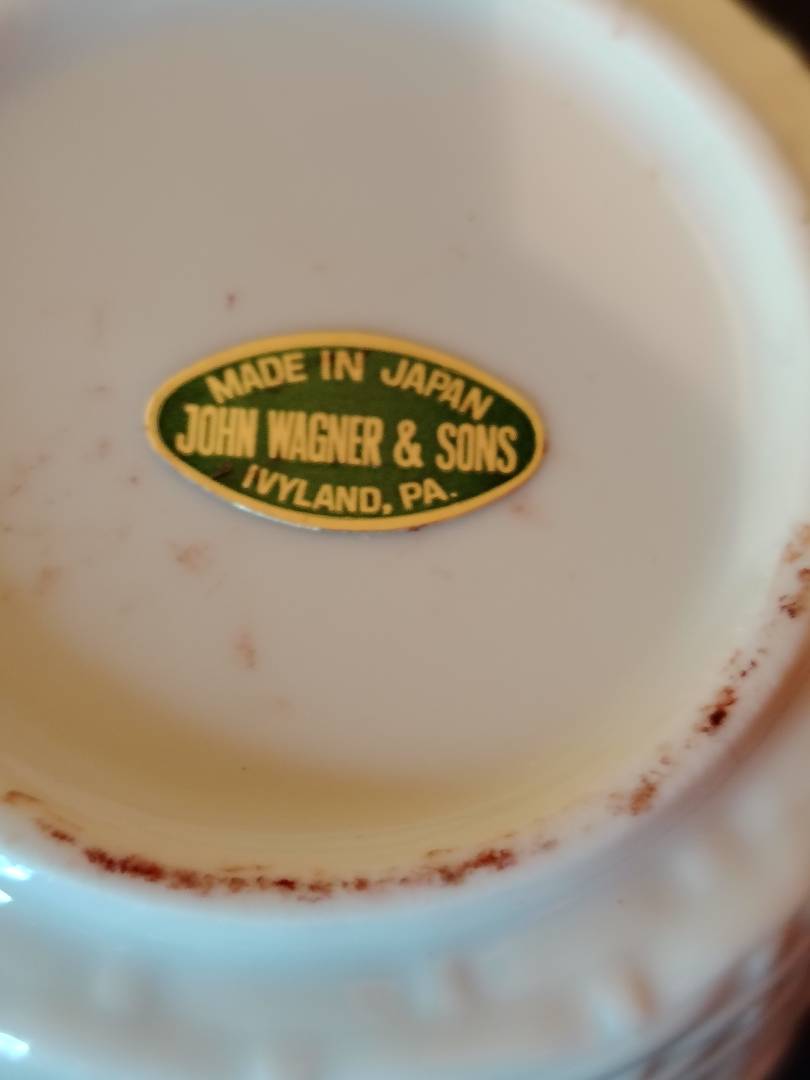 MADE IN JAPAN
JOHN WAGNER & SONS
IVYLAND, PA.